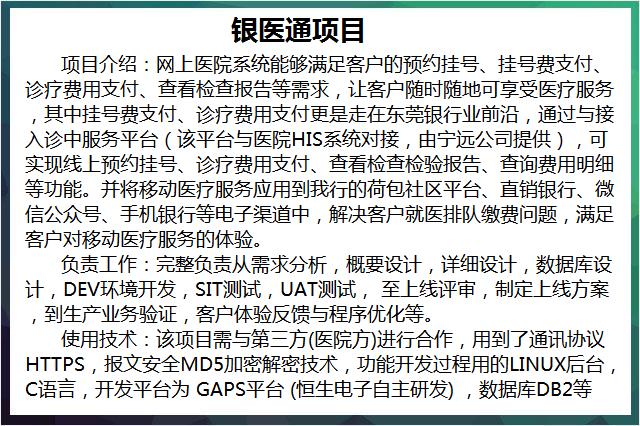 银医通项目
项目介绍：网上医院系统能够满足客户的预约挂号、挂号费支付、
诊疗费用支付、查看检查报告等需求，让客户随时随地可享受医疗服务
，其中挂号费支付、诊疗费用支付更是走在东莞银行业前沿，通过与接
入诊中服务平台（该平台与医院HIS系统对接，由宁远公司提供），可
实现线上预约挂号、诊疗费用支付、查看检查检验报告、查询费用明细
等功能。并将移动医疗服务应用到我行的荷包社区平台、直销银行、微
信公众号、手机银行等电子渠道中，解决客户就医排队缴费问题，满足
客户对移动医疗服务的体验。
负责工作：完整负责从需求分析，概要设计，详细设计，数据库设
计，DEV环境开发，SIT测试，UAT测试， 至上线评审，制定上线方案
，到生产业务验证，客户体验反馈与程序优化等。
使用技术：该项目需与第三方(医院方)进行合作，用到了通讯协议
HTTPS，报文安全MD5加密解密技术，功能开发过程用的LINUX后台，
C语言，开发平台为 GAPS平台 (恒生电子自主研发) ，数据库DB2等